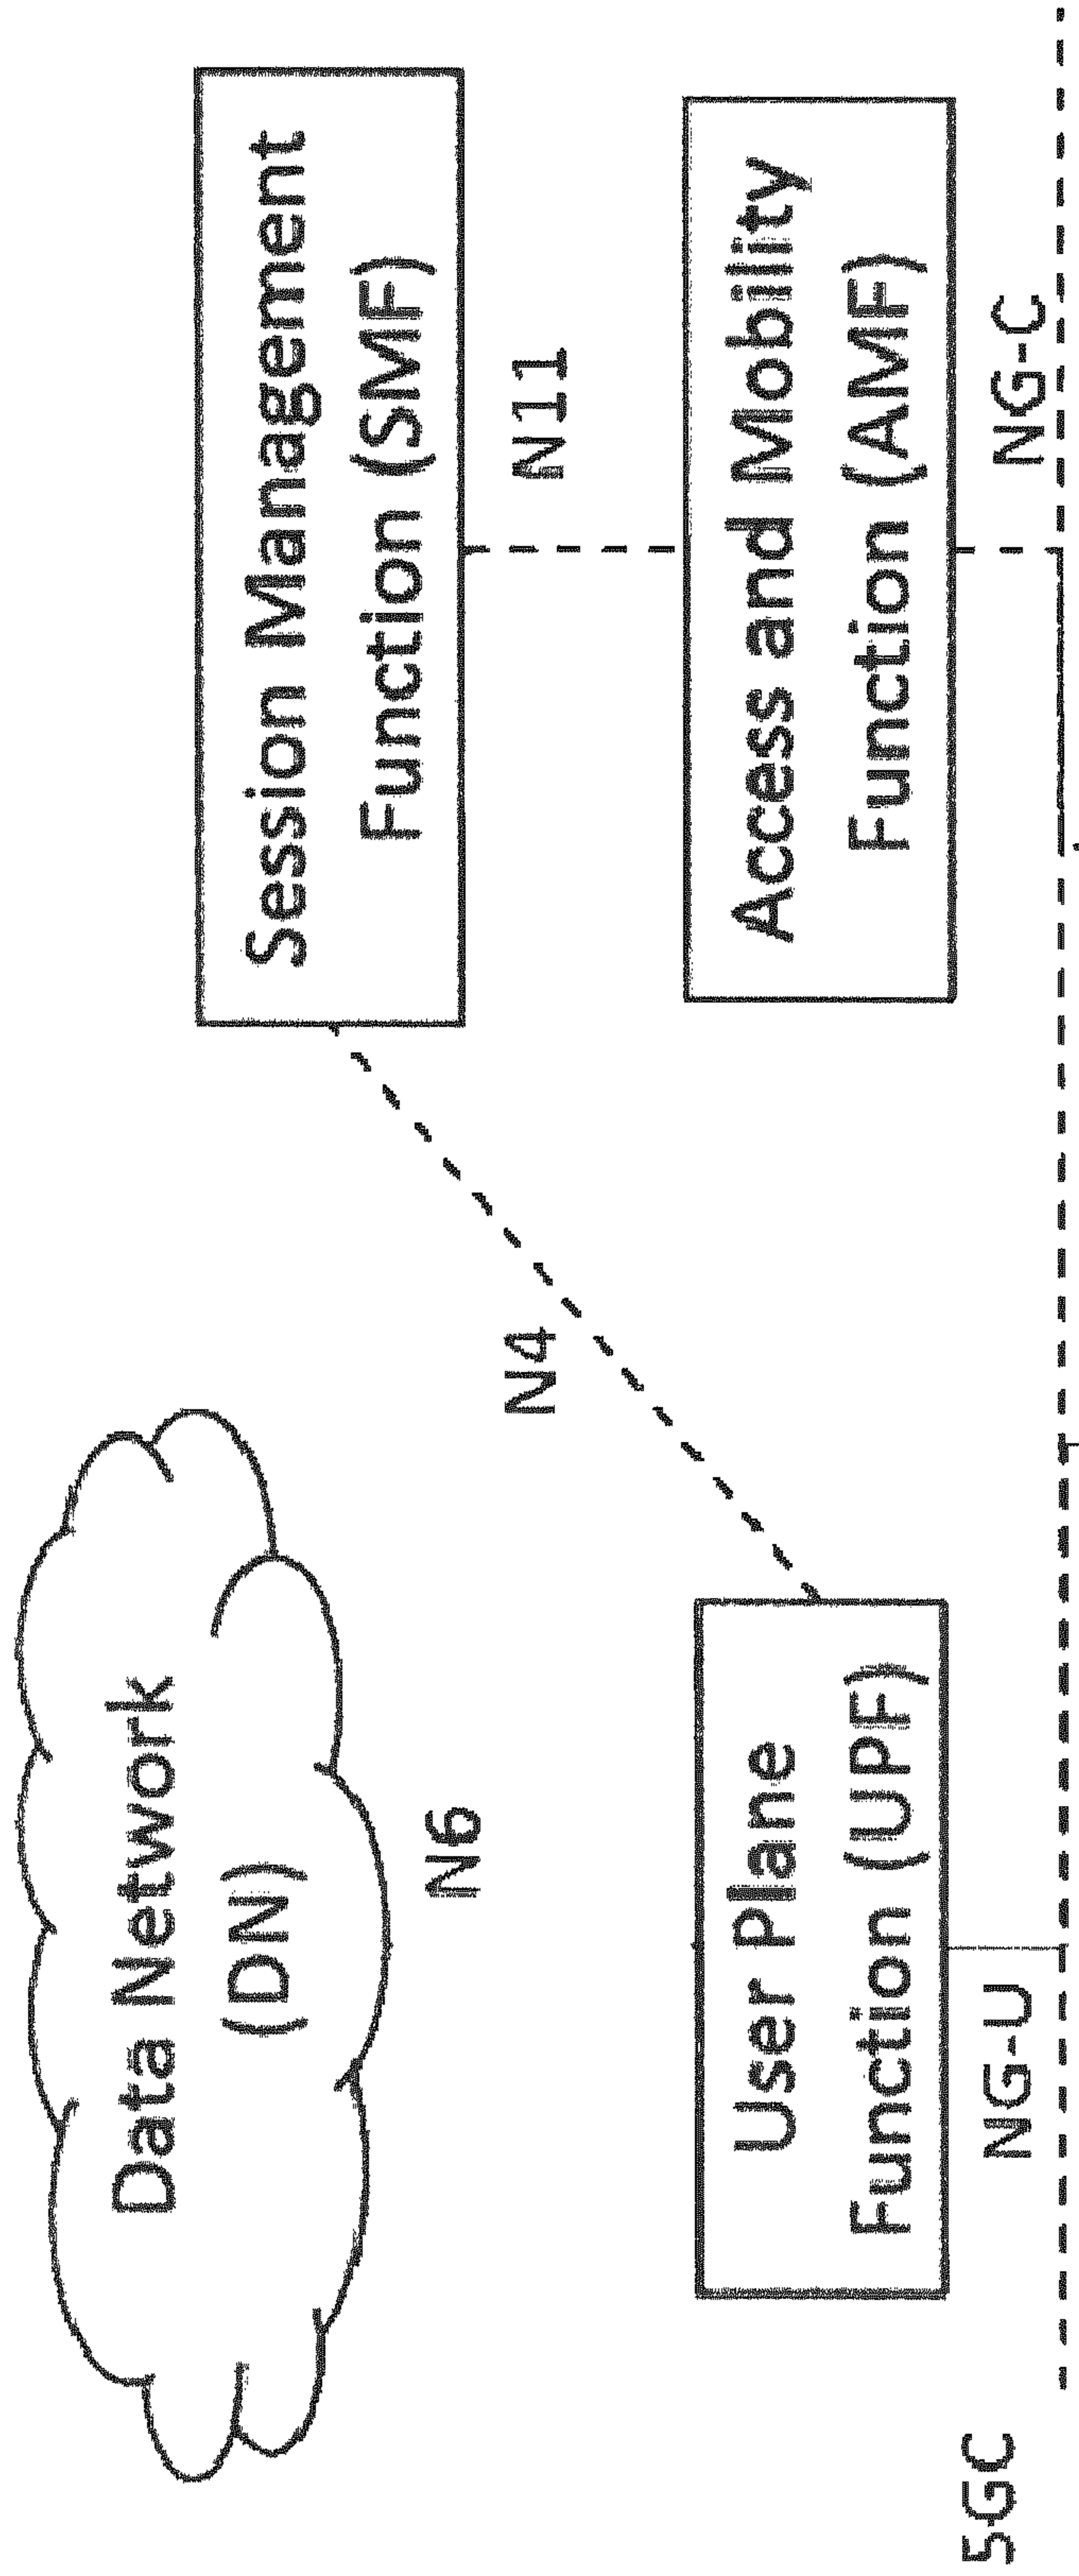 Data Network
(DN)
Session Management
Function (SMF)
N6
N4
N11
User Plane
Function (UPF)
Access and Mobility
Function (AMF)
NG-U
NG-C
5GC